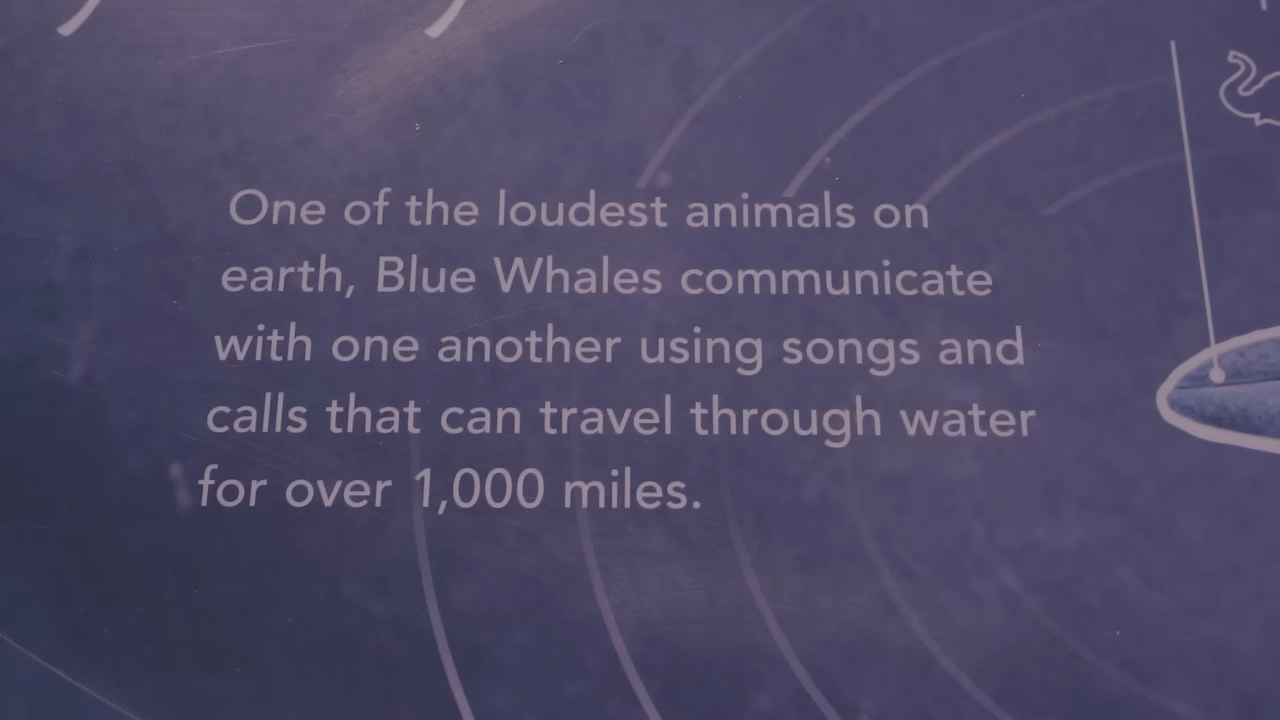 One of the loudest animals on
earth, Blue Whales communicate
with one another using songs and
calls that can travel through water
for over 1,000 miles.